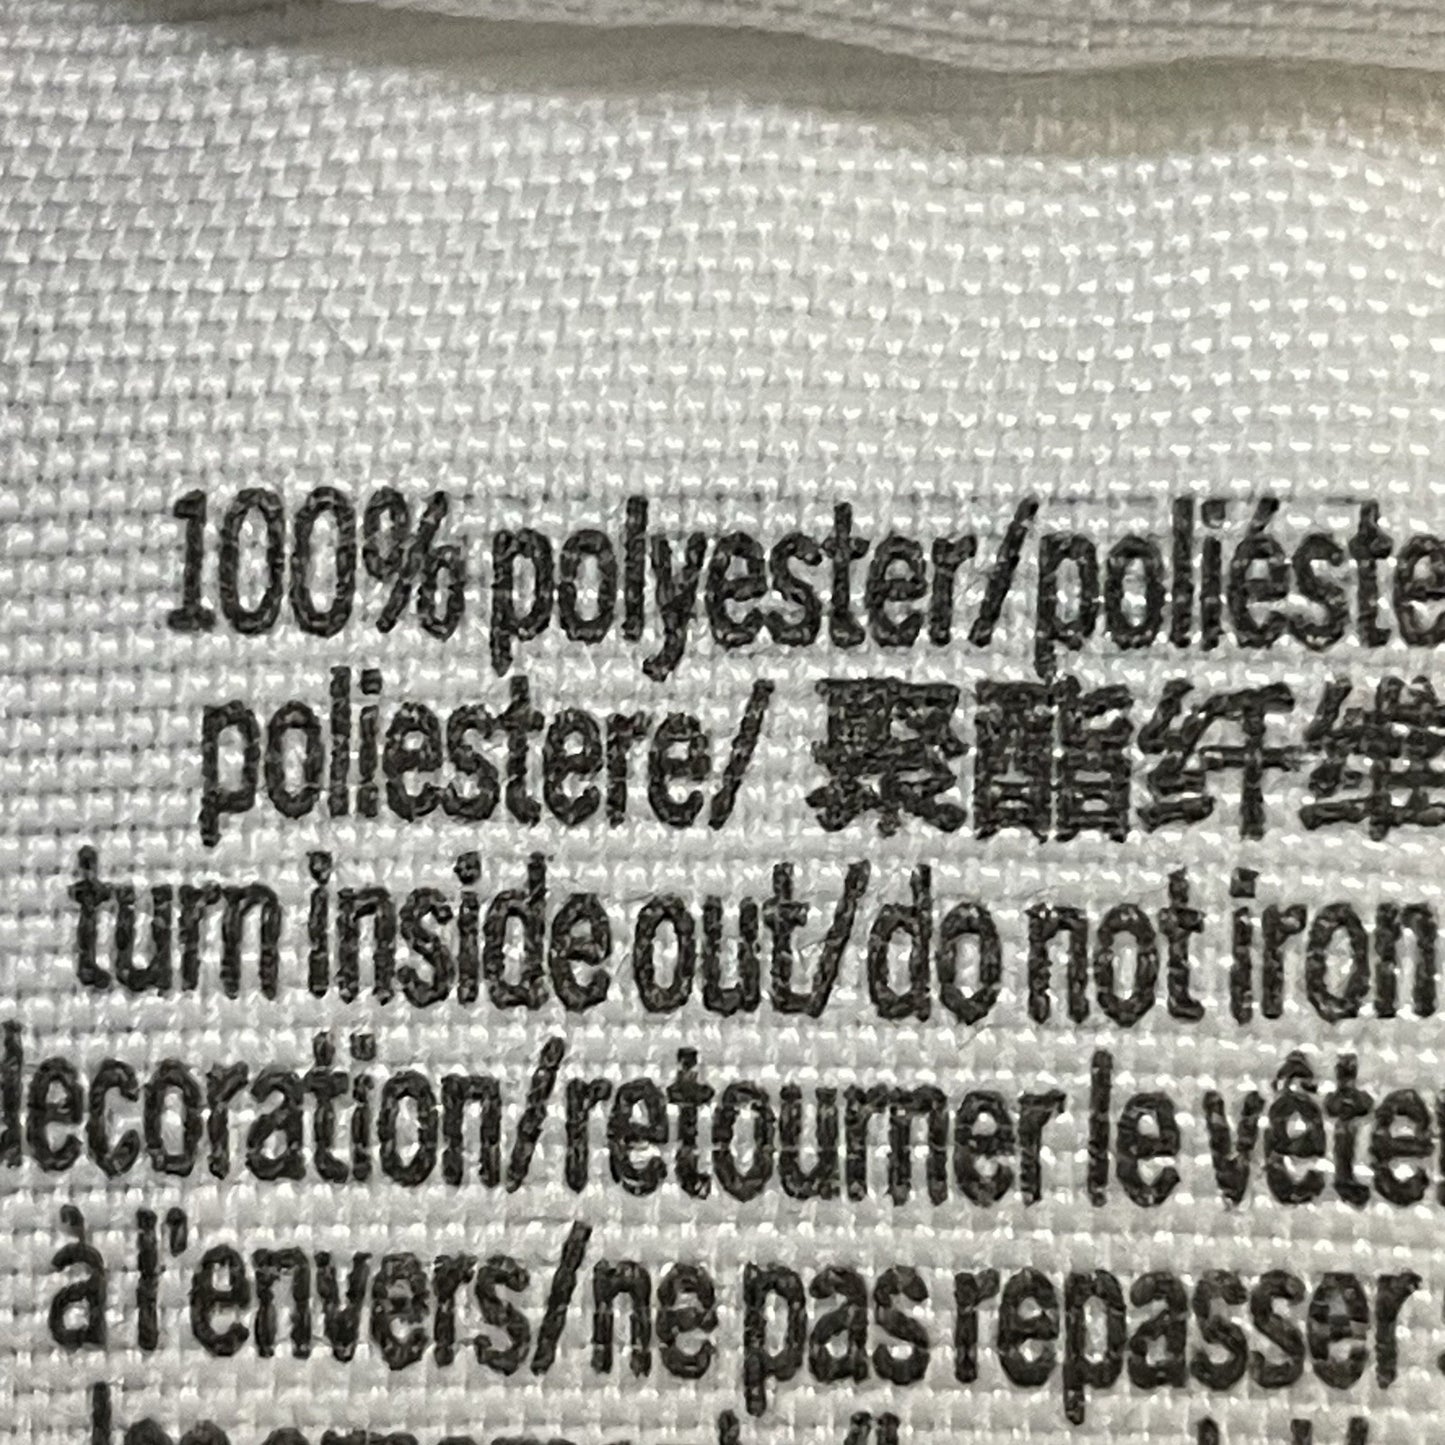 100% polyester/poliéste
poliestere/ 聚酯纤维
turn inside out/do not iron
decoration/retourner le vête
à l'envers/ne pas repasser